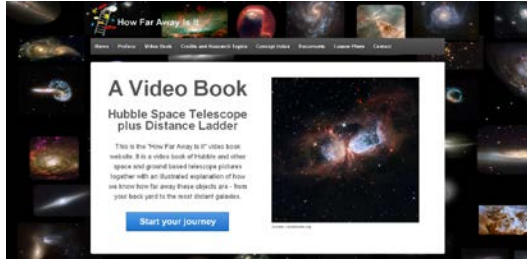 How Far Away Is It
Home Preface Video Book Credits and Research Topics Concept Index Documents Lesson Plans Contact
A Video Book
Hubble Space Telescope
plus Distance Ladder
This is the "How Far Away Is It" video book
website. It is a video book of Hubble and other
space and ground based telescope pictures
together with an illustrated explanation of how
we know how far away these objects are - from
your back yard to the most distant galaxies.
Start your journey